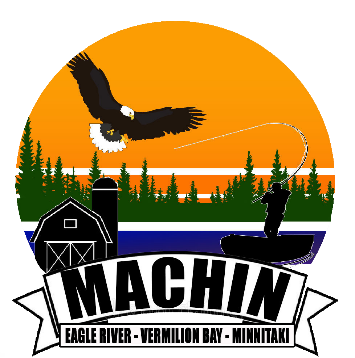 MACHIN
EAGLE RIVER - VERMILION BAY - MINNITAKI